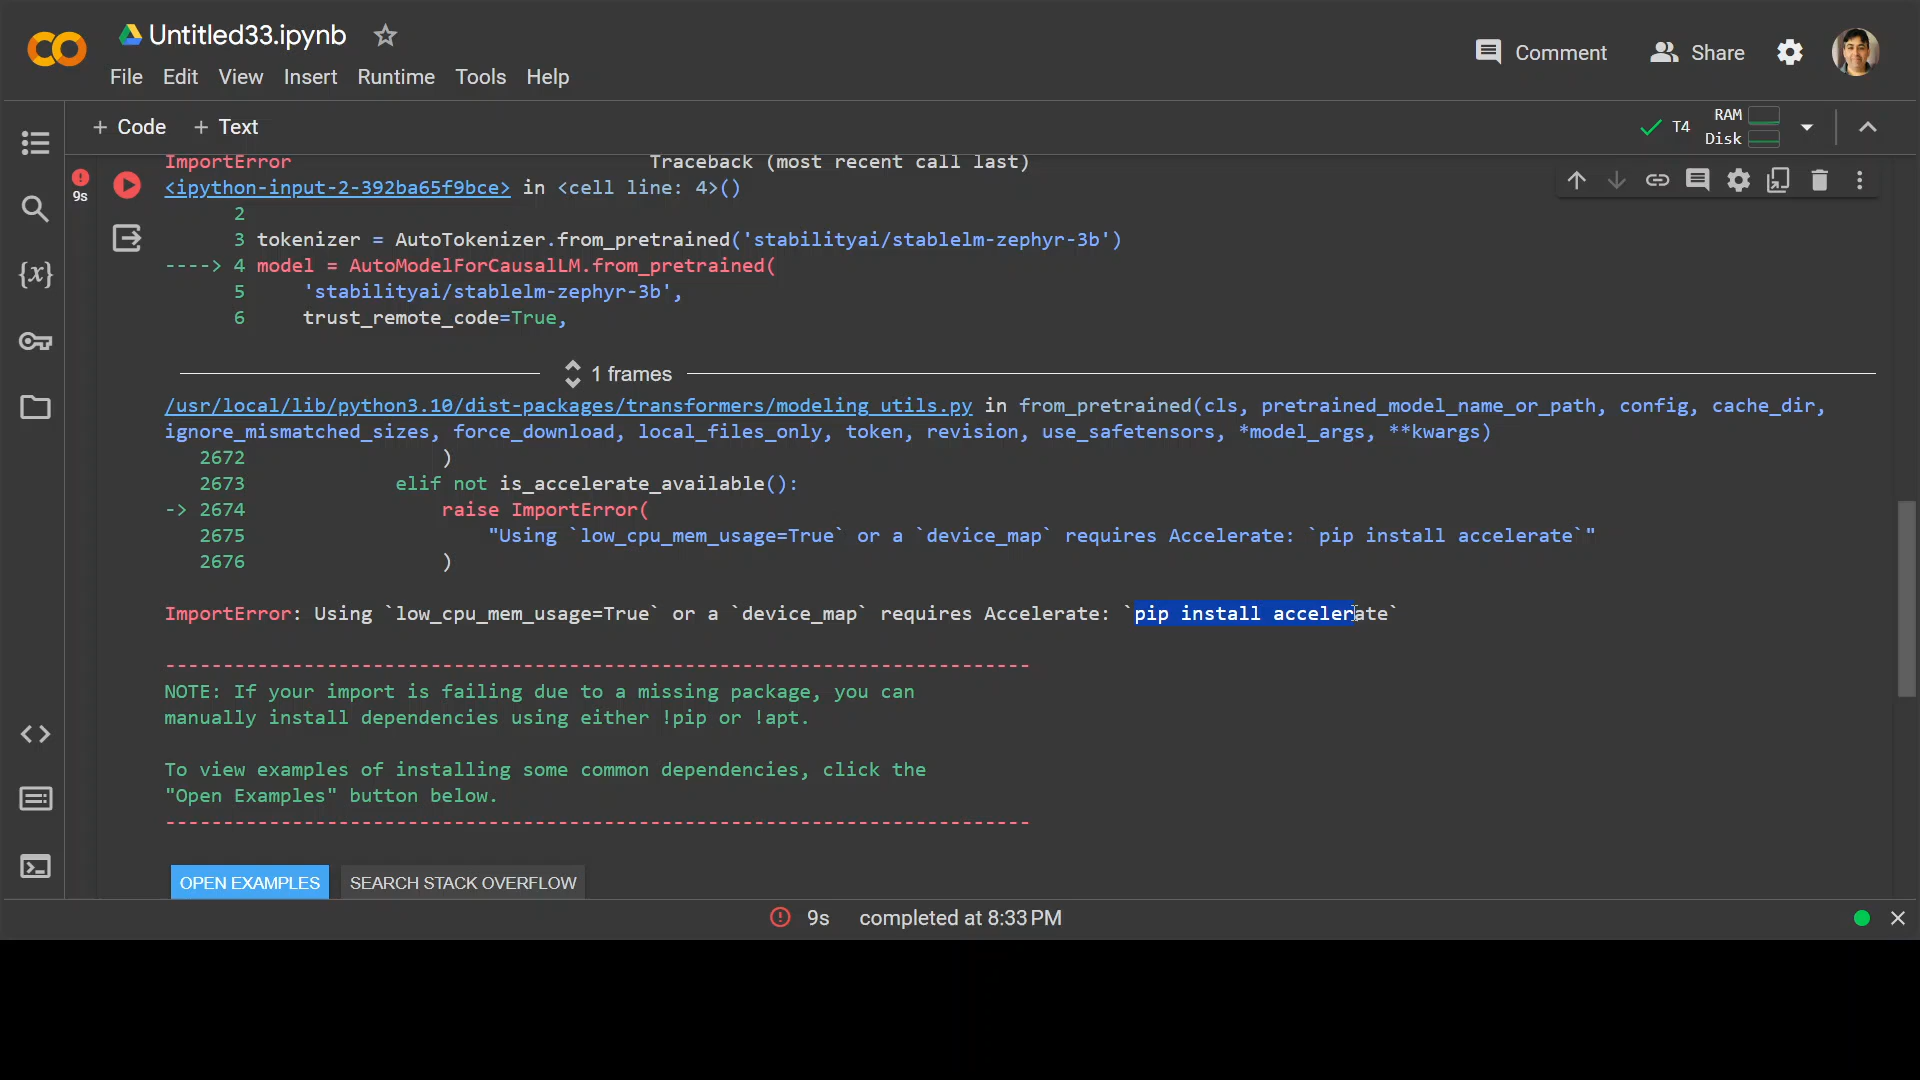 Untitled33.ipynb
File Edit View Insert Runtime Tools Help
Comment Share
+ Code + Text
T4 RAM Disk
ImportError Traceback (most recent call last)
9s
<ipython-input-2-392ba65f9bce> in <cell line: 4>()
2
3 tokenizer = AutoTokenizer.from_pretrained('stabilityai/stablelm-zephyr-3b')
----> 4 model = AutoModelForCausalLM.from_pretrained(
5 'stabilityai/stablelm-zephyr-3b',
6 trust_remote_code=True,
1 frames
/usr/local/lib/python3.10/dist-packages/transformers/modeling_utils.py in from_pretrained(cls, pretrained_model_name_or_path, config, cache_dir,
ignore_mismatched_sizes, force_download, local_files_only, token, revision, use_safetensors, *model_args, **kwargs)
2672 )
2673 elif not is_accelerate_available():
-> 2674 raise ImportError(
2675 "Using `low_cpu_mem_usage=True` or a `device_map` requires Accelerate: `pip install accelerate`"
2676 )
ImportError: Using `low_cpu_mem_usage=True` or a `device_map` requires Accelerate: `pip install accelerate`
---------------------------------------------------------------------------
NOTE: If your import is failing due to a missing package, you can
manually install dependencies using either !pip or !apt.
To view examples of installing some common dependencies, click the
"Open Examples" button below.
---------------------------------------------------------------------------
OPEN EXAMPLES SEARCH STACK OVERFLOW
9s completed at 8:33 PM